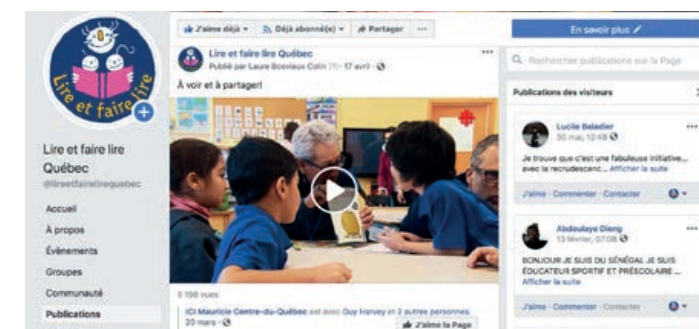 Lire et faire lire
Lire et faire lire
Québec
@lireetfairelirequebec
Accueil
À propos
Évènements
Groupes
Communauté
Publications
J'aime déjà
Déjà abonné(e)
Partager
Lire et faire lire Québec
Publié par Laure Bosviaux Colin · 17 avril
À voir et à partager!
vues
ICI Mauricie Centre-du-Québec est avec Guy Harvey et 2 autres personnes.
20 mars
J'aime la Page
En savoir plus
Rechercher publications sur la Page
Publications des visiteurs
Lucile Baladier
30 mai, 12:48
Je trouve que c'est une fabuleuse initiative...
avec la recrudescenc... Afficher la suite
J'aime · Commenter · Contacter
Abdoulaye Dieng
13 février, 07:08
BONJOUR JE SUIS DU SÉNÉGAL JE SUIS
ÉDUCATEUR SPORTIF ET PRÉSCOLAIRE ...
Afficher la suite
J'aime · Commenter · Contacter